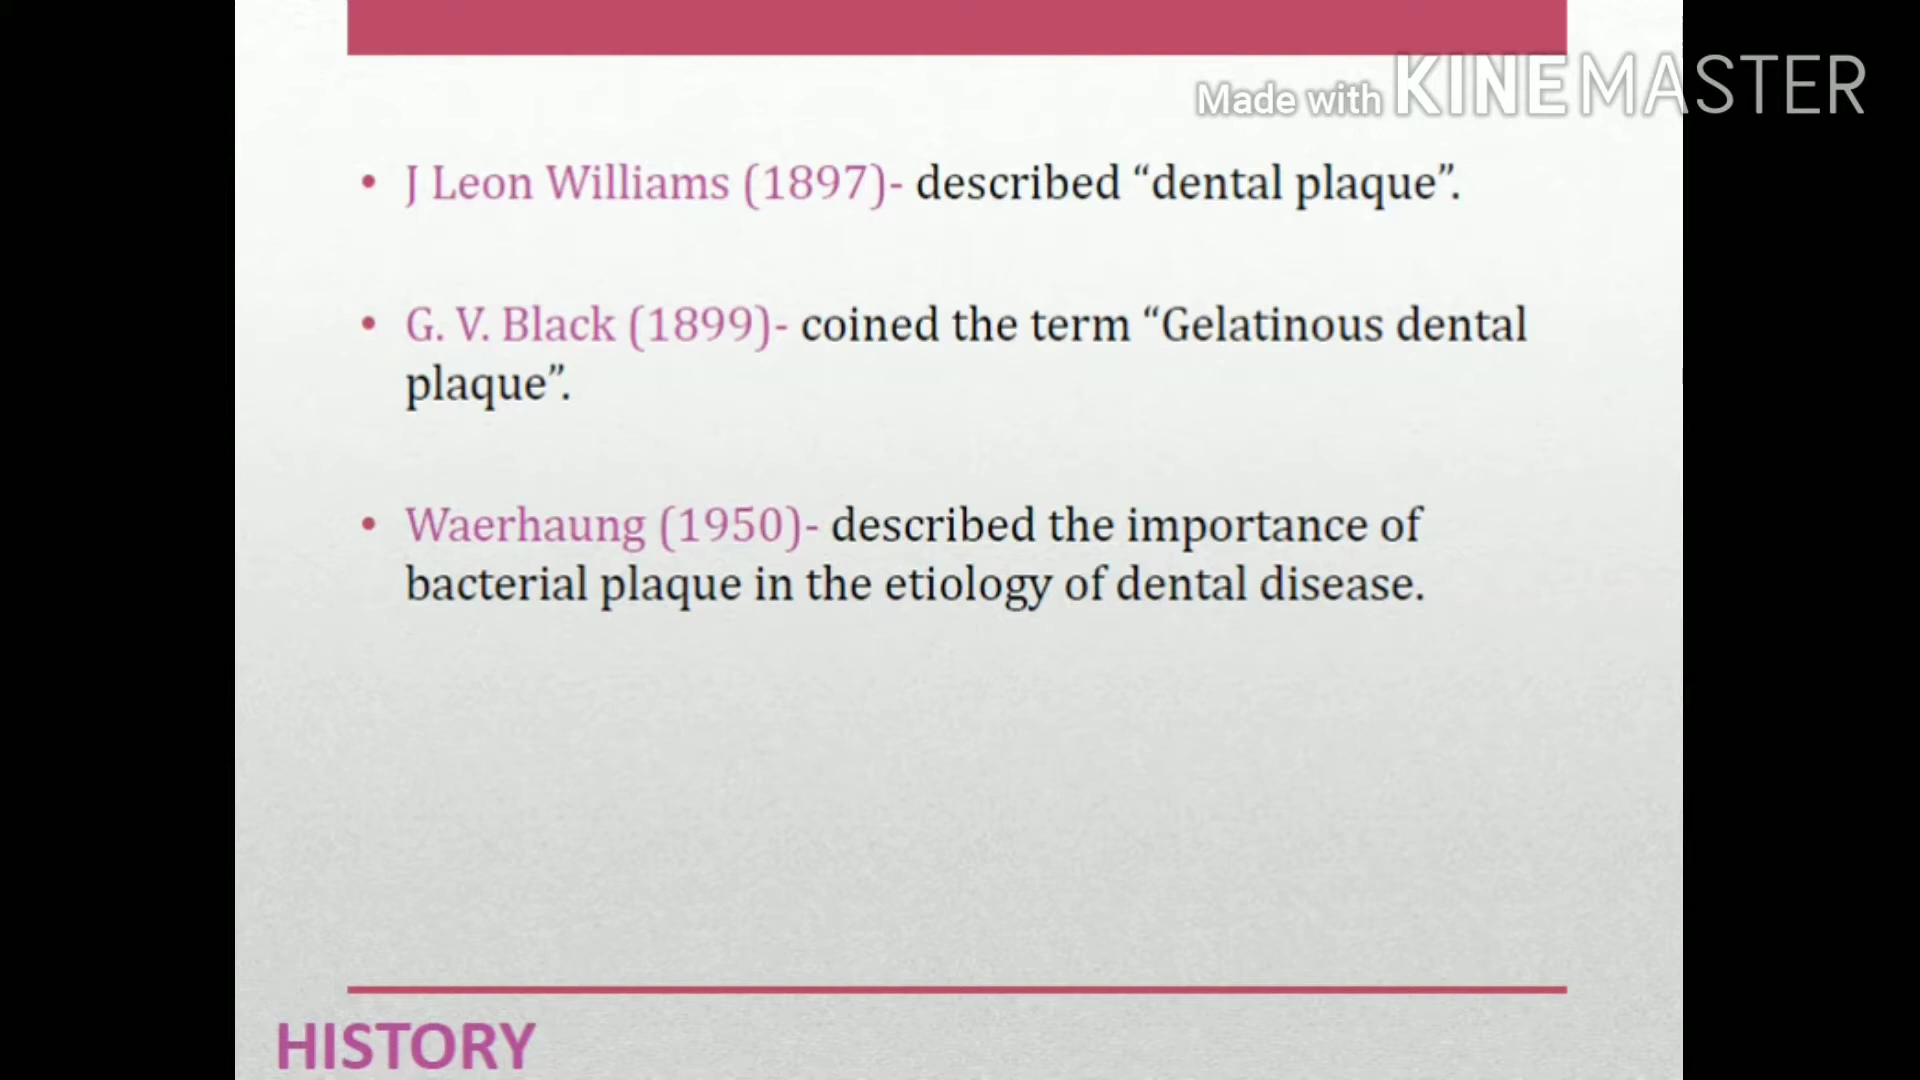 Made with KINEMASTER
• J Leon Williams (1897)- described “dental plaque”.
• G. V. Black (1899)- coined the term “Gelatinous dental
plaque”.
• Waerhaung (1950)- described the importance of
bacterial plaque in the etiology of dental disease.
HISTORY